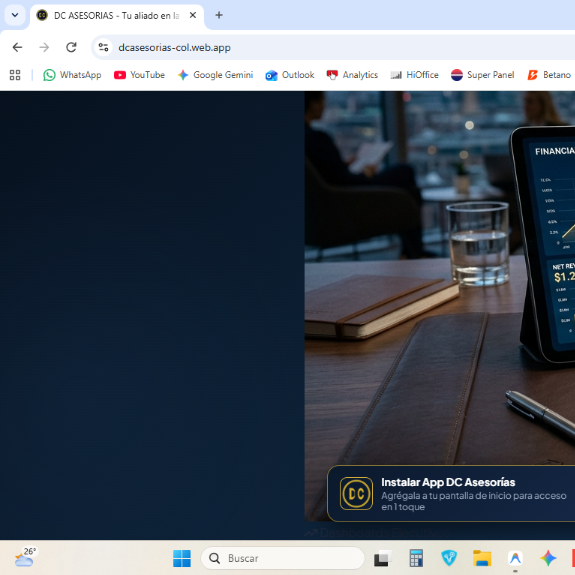 DC ASESORIAS - Tu aliado en la
dcasesorias-col.web.app
WhatsApp
YouTube
Google Gemini
Outlook
Analytics
HiOffice
Super Panel
Betano
FINANCIA
NET REV
$1.2
DC
Instalar App DC Asesorías
Agrégala a tu pantalla de inicio para acceso
en 1 toque
26°
Buscar